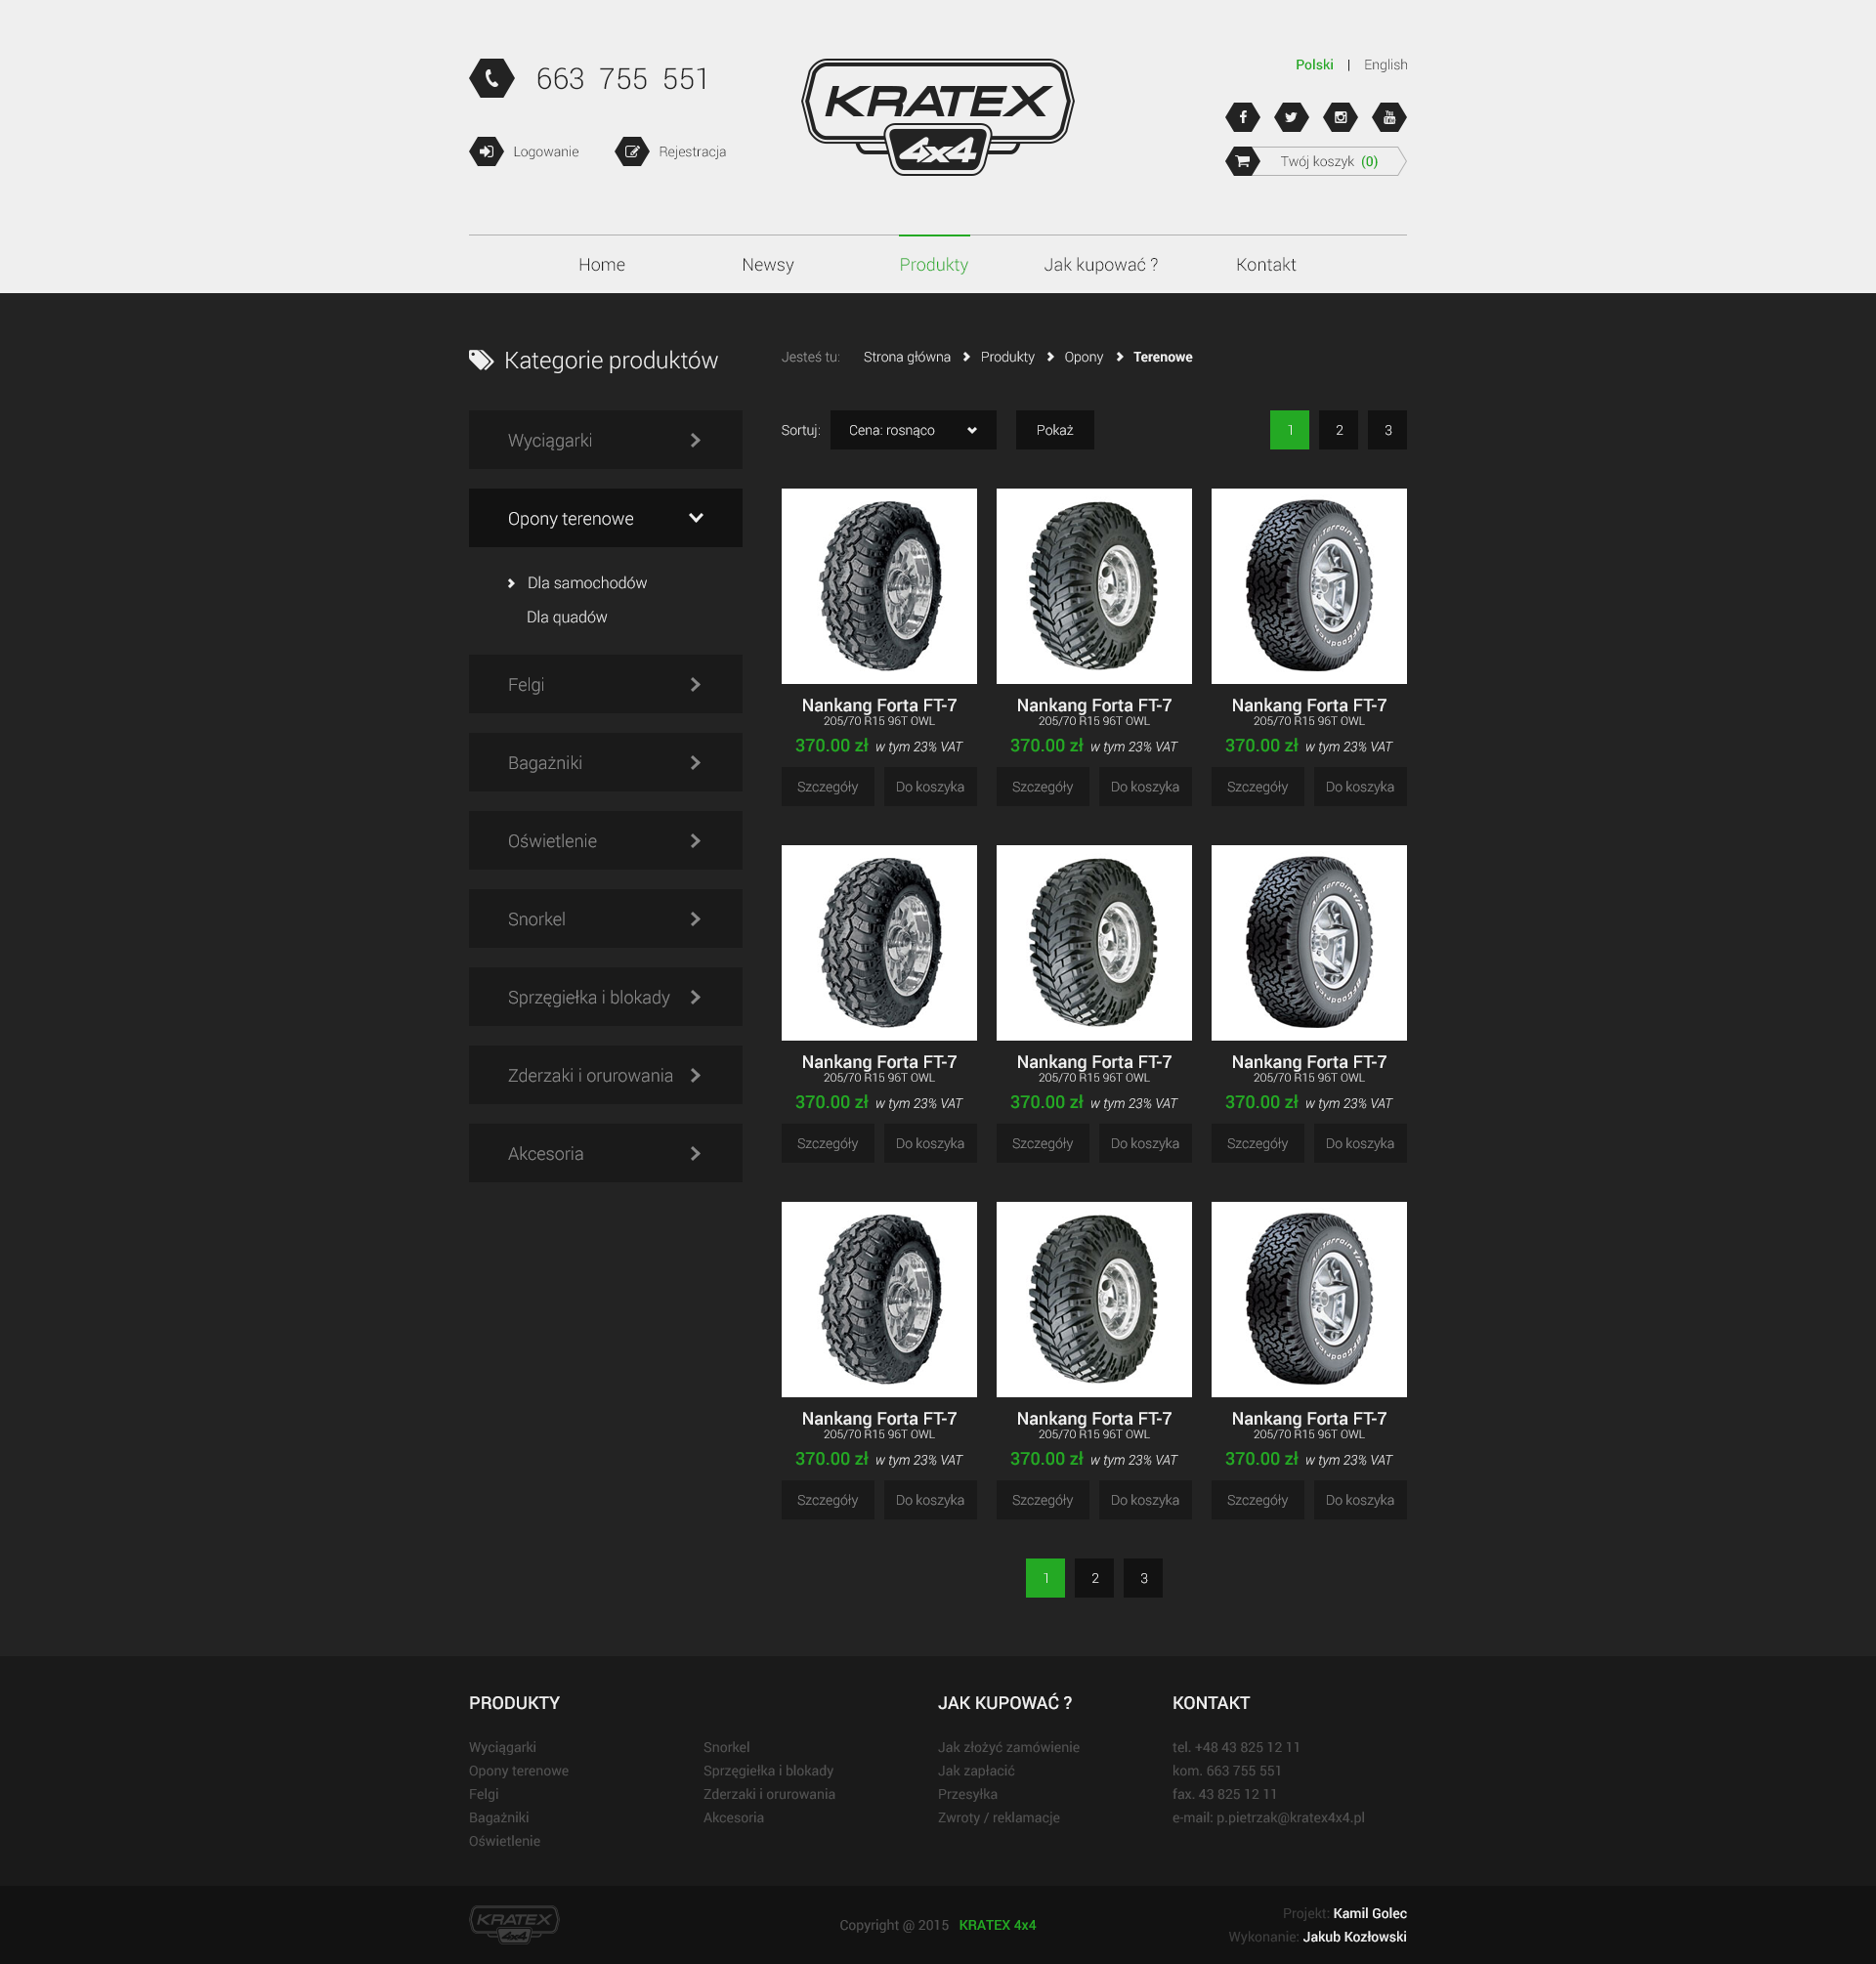 663 755 551
Logowanie
Rejestracja
KRATEX
4x4
Polski | English
Twój koszyk (0)
Home
Newsy
Produkty
Jak kupować ?
Kontakt
Kategorie produktów
Wyciągarki
Opony terenowe
Dla samochodów
Dla quadów
Felgi
Bagażniki
Oświetlenie
Snorkel
Sprzęgiełka i blokady
Zderzaki i orurowania
Akcesoria
Jesteś tu: Strona główna Produkty Opony Terenowe
Sortuj: Cena: rosnąco Pokaż
1 2 3
All-Terrain T/A
BFGoodrich
Nankang Forta FT-7
205/70 R15 96T OWL
370.00 zł w tym 23% VAT
Szczegóły Do koszyka
Nankang Forta FT-7
205/70 R15 96T OWL
370.00 zł w tym 23% VAT
Szczegóły Do koszyka
Nankang Forta FT-7
205/70 R15 96T OWL
370.00 zł w tym 23% VAT
Szczegóły Do koszyka
All-Terrain T/A
BFGoodrich
Nankang Forta FT-7
205/70 R15 96T OWL
370.00 zł w tym 23% VAT
Szczegóły Do koszyka
Nankang Forta FT-7
205/70 R15 96T OWL
370.00 zł w tym 23% VAT
Szczegóły Do koszyka
Nankang Forta FT-7
205/70 R15 96T OWL
370.00 zł w tym 23% VAT
Szczegóły Do koszyka
All-Terrain T/A
BFGoodrich
Nankang Forta FT-7
205/70 R15 96T OWL
370.00 zł w tym 23% VAT
Szczegóły Do koszyka
Nankang Forta FT-7
205/70 R15 96T OWL
370.00 zł w tym 23% VAT
Szczegóły Do koszyka
Nankang Forta FT-7
205/70 R15 96T OWL
370.00 zł w tym 23% VAT
Szczegóły Do koszyka
1 2 3
PRODUKTY
Wyciągarki
Opony terenowe
Felgi
Bagażniki
Oświetlenie
Snorkel
Sprzęgiełka i blokady
Zderzaki i orurowania
Akcesoria
JAK KUPOWAĆ ?
Jak złożyć zamówienie
Jak zapłacić
Przesyłka
Zwroty / reklamacje
KONTAKT
tel. +48 43 825 12 11
kom. 663 755 551
fax. 43 825 12 11
e-mail: p.pietrzak@kratex4x4.pl
KRATEX
4x4
Copyright @ 2015 KRATEX 4x4
Projekt: Kamil Golec
Wykonanie: Jakub Kozłowski